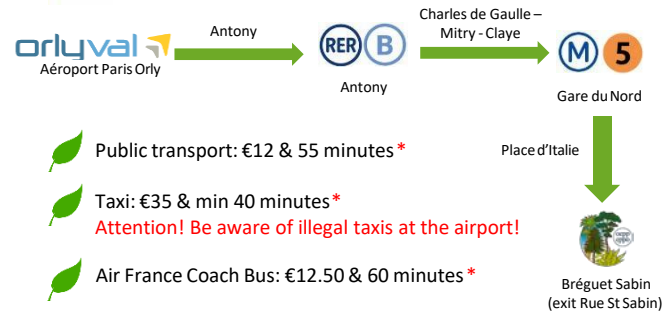 orlyval
Aéroport Paris Orly
Antony
RER B
Antony
Charles de Gaulle –
Mitry - Claye
M 5
Gare du Nord
Place d'Italie
Bréguet Sabin
(exit Rue St Sabin)
Public transport: €12 & 55 minutes*
Taxi: €35 & min 40 minutes*
Attention! Be aware of illegal taxis at the airport!
Air France Coach Bus: €12.50 & 60 minutes*